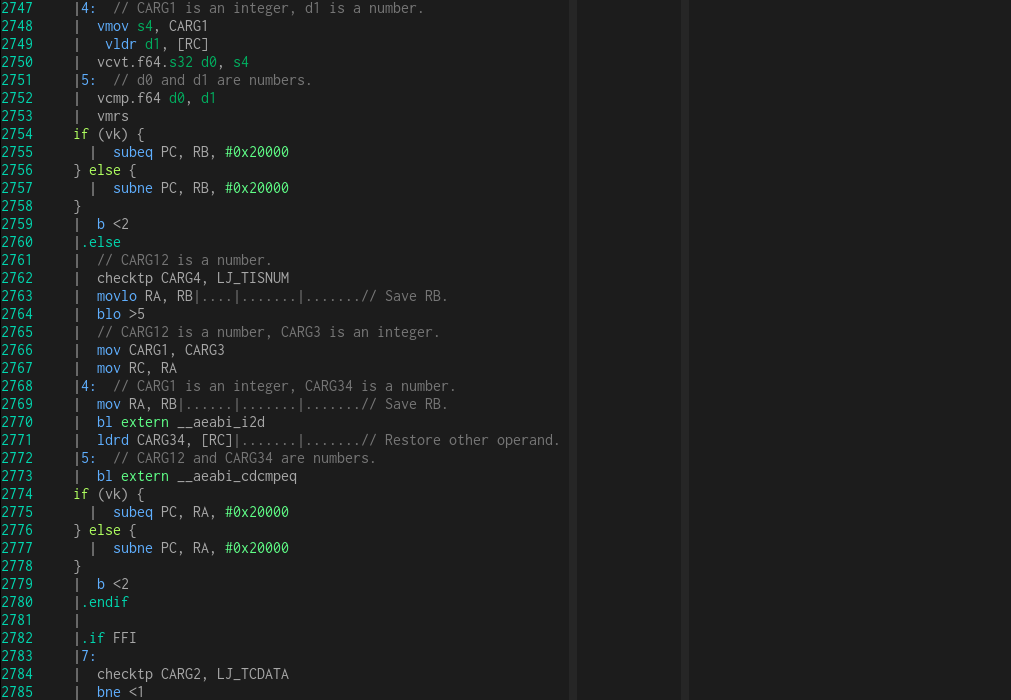 2747     |4:  // CARG1 is an integer, d1 is a number.
2748     |  vmov s4, CARG1
2749     |   vldr d1, [RC]
2750     |  vcvt.f64.s32 d0, s4
2751     |5:  // d0 and d1 are numbers.
2752     |  vcmp.f64 d0, d1
2753     |  vmrs
2754     if (vk) {
2755       |  subeq PC, RB, #0x20000
2756     } else {
2757       |  subne PC, RB, #0x20000
2758     }
2759     |  b <2
2760     |.else
2761     |  // CARG12 is a number.
2762     |  checktp CARG4, LJ_TISNUM
2763     |  movlo RA, RB|....|.......|.......// Save RB.
2764     |  blo >5
2765     |  // CARG12 is a number, CARG3 is an integer.
2766     |  mov CARG1, CARG3
2767     |  mov RC, RA
2768     |4:  // CARG1 is an integer, CARG34 is a number.
2769     |  mov RA, RB|......|.......|.......// Save RB.
2770     |  bl extern __aeabi_i2d
2771     |  ldrd CARG34, [RC]|.......|.......// Restore other operand.
2772     |5:  // CARG12 and CARG34 are numbers.
2773     |  bl extern __aeabi_cdcmpeq
2774     if (vk) {
2775       |  subeq PC, RA, #0x20000
2776     } else {
2777       |  subne PC, RA, #0x20000
2778     }
2779     |  b <2
2780     |.endif
2781     |
2782     |.if FFI
2783     |7:
2784     |  checktp CARG2, LJ_TCDATA
2785     |  bne <1